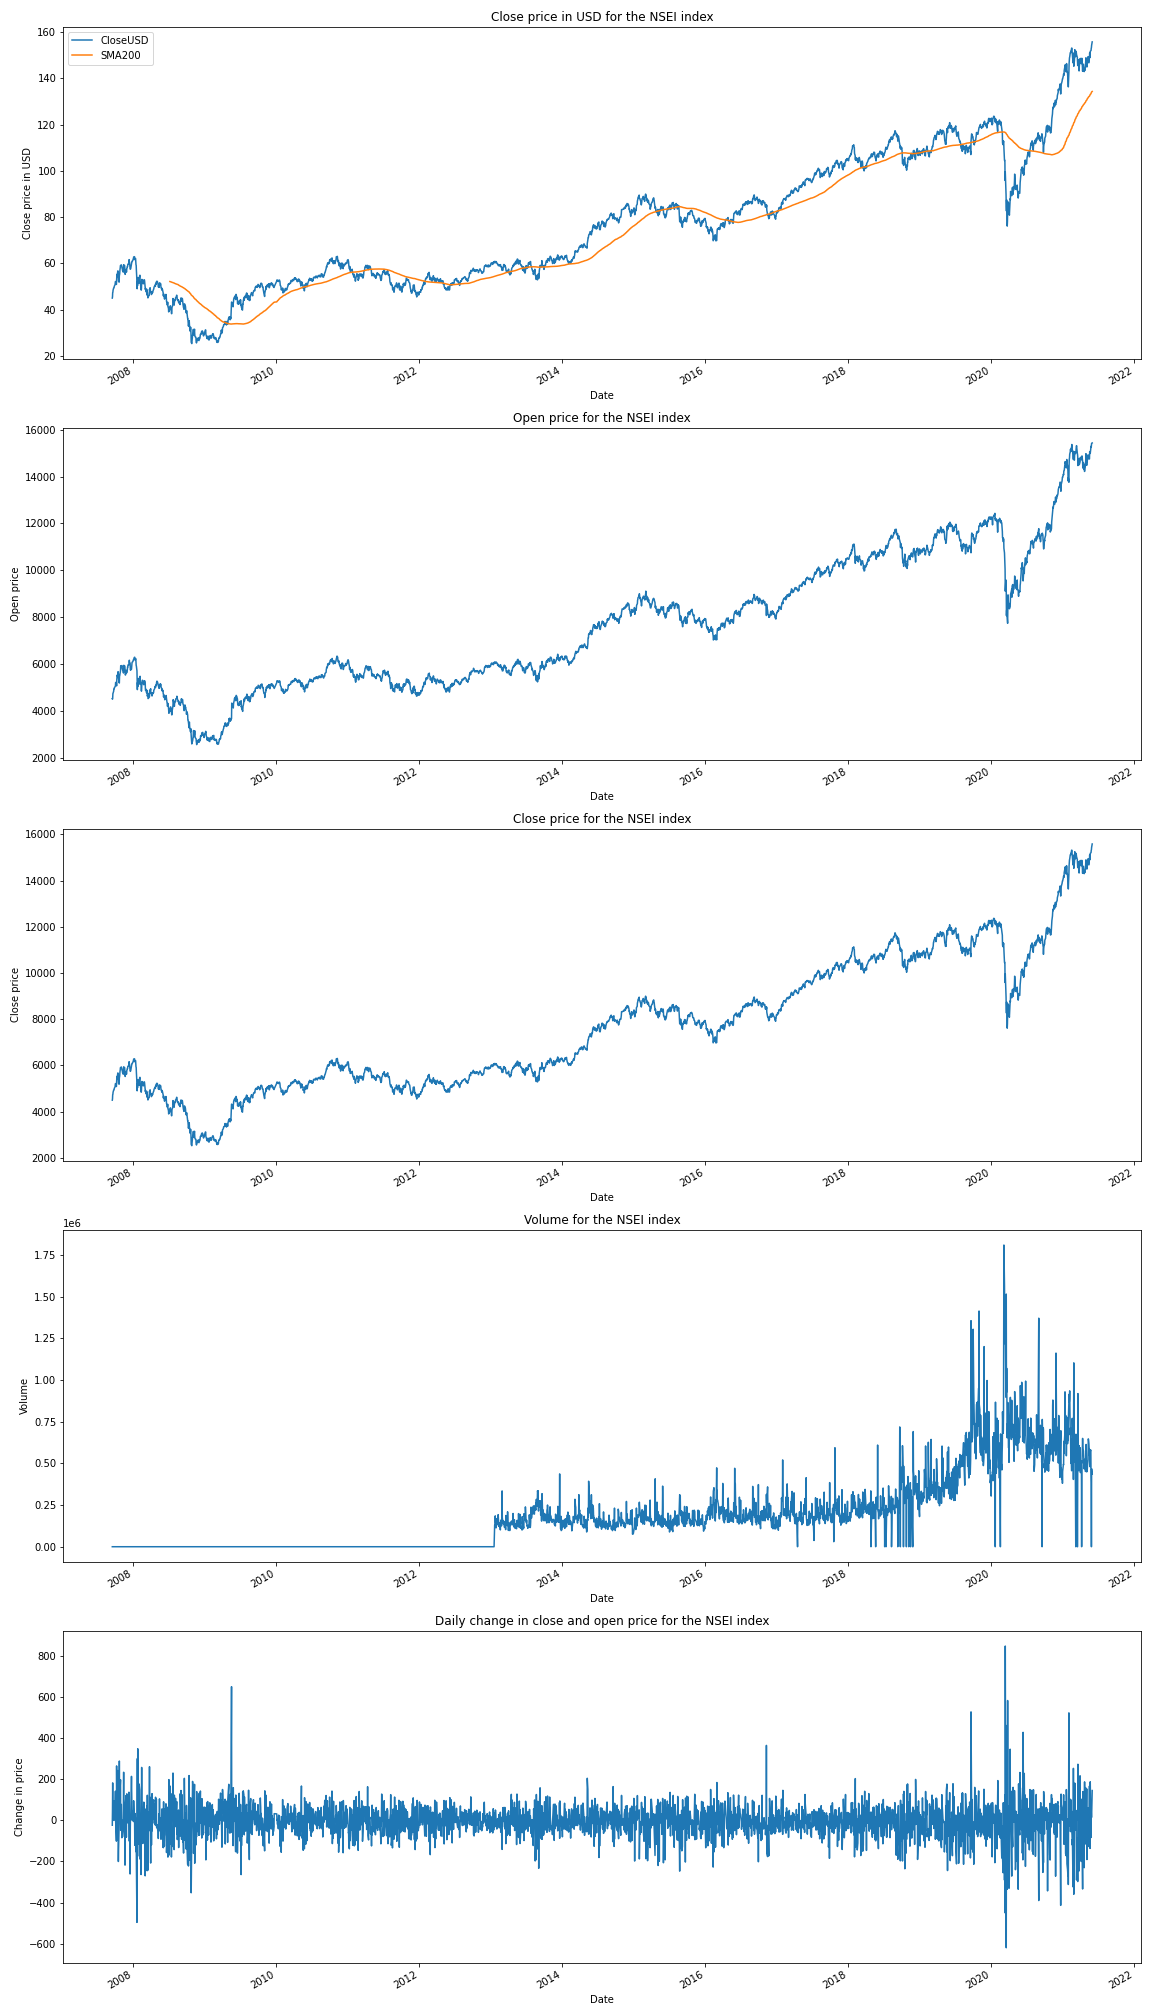 Close price in USD for the NSEI index
CloseUSD
SMA200
Close price in USD
160
140
120
100
80
60
40
20
2008 2010 2012 2014 2016 2018 2020 2022
Date
Open price for the NSEI index
Open price
16000
14000
12000
10000
8000
6000
4000
2000
2008 2010 2012 2014 2016 2018 2020 2022
Date
Close price for the NSEI index
Close price
16000
14000
12000
10000
8000
6000
4000
2000
2008 2010 2012 2014 2016 2018 2020 2022
Date
Volume for the NSEI index
1e6
Volume
1.75
1.50
1.25
1.00
0.75
0.50
0.25
0.00
2008 2010 2012 2014 2016 2018 2020 2022
Date
Daily change in close and open price for the NSEI index
Change in price
800
600
400
200
0
−200
−400
−600
2008 2010 2012 2014 2016 2018 2020 2022
Date